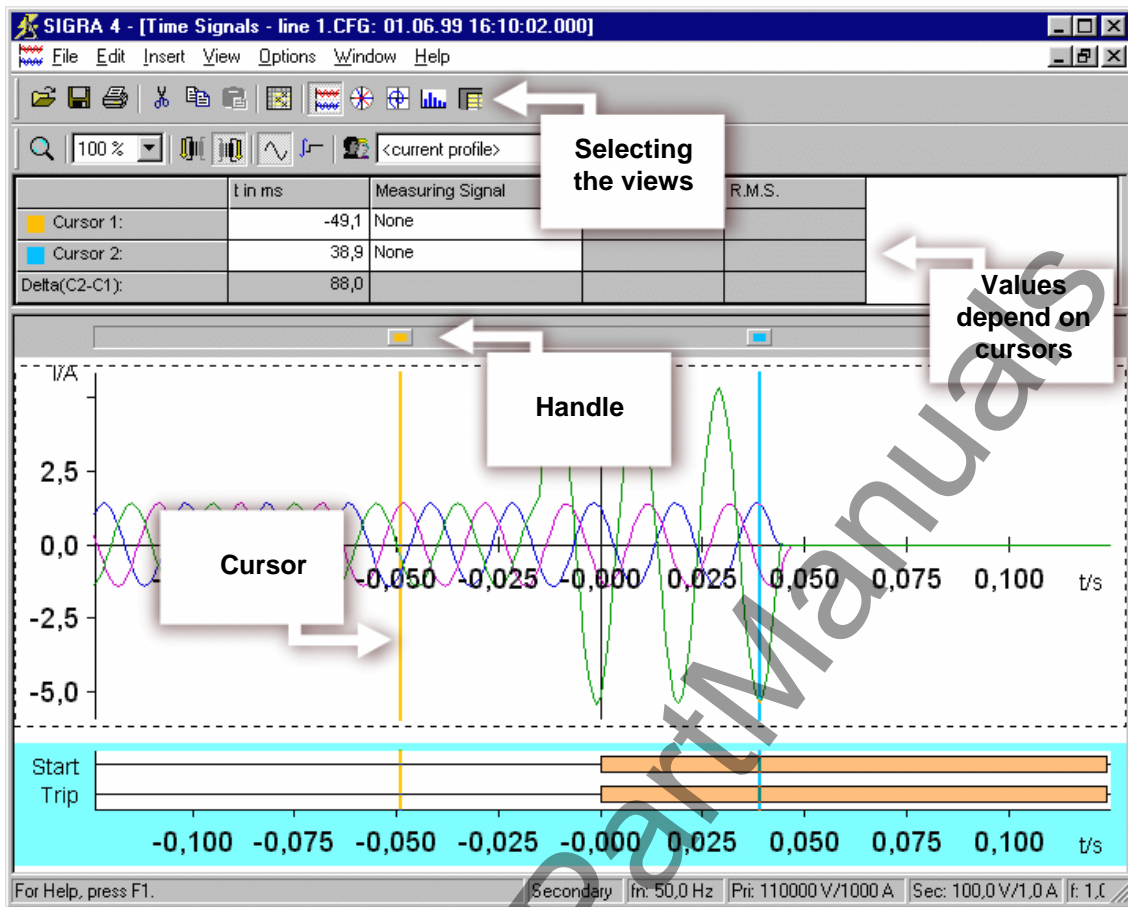 SIGRA 4 - [Time Signals - line 1.CFG: 01.06.99 16:10:02.000]
File Edit Insert View Options Window Help
100 % <current profile>
Selecting
the views
t in ms Measuring Signal R.M.S.
Cursor 1: -49,1 None
Cursor 2: 38,9 None
Delta(C2-C1): 88,0
Values
depend on
cursors
Handle
I/A
2,5
0,0
-2,5
-5,0
Cursor
-0,050 -0,025 -0,000 0,025 0,050 0,075 0,100 t/s
Start
Trip
-0,100 -0,075 -0,050 -0,025 -0,000 0,025 0,050 0,075 0,100 t/s
For Help, press F1. Secondary fn: 50,0 Hz Pri: 110000 V/1000 A Sec: 100,0 V/1,0 A f: 1,(
PartManuals